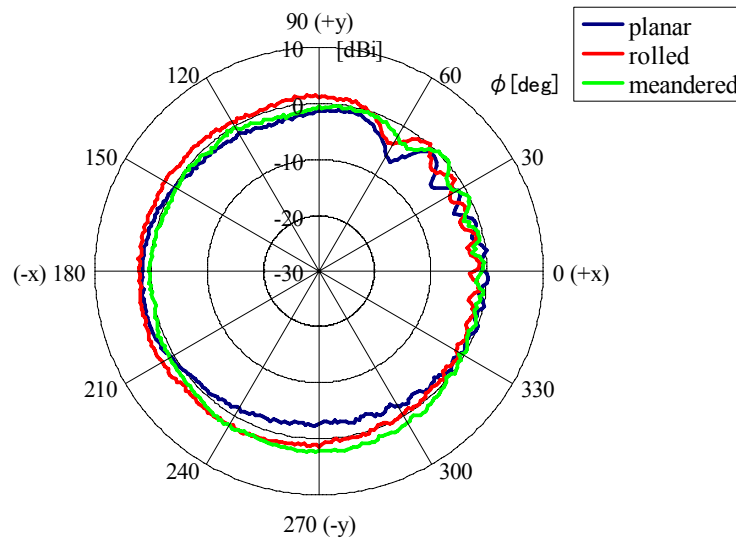 90 (+y)
planar
rolled
meandered
10
[dBi]
120
60
φ [deg]
0
150
30
-10
-20
(-x) 180
-30
0 (+x)
210
330
240
300
270 (-y)